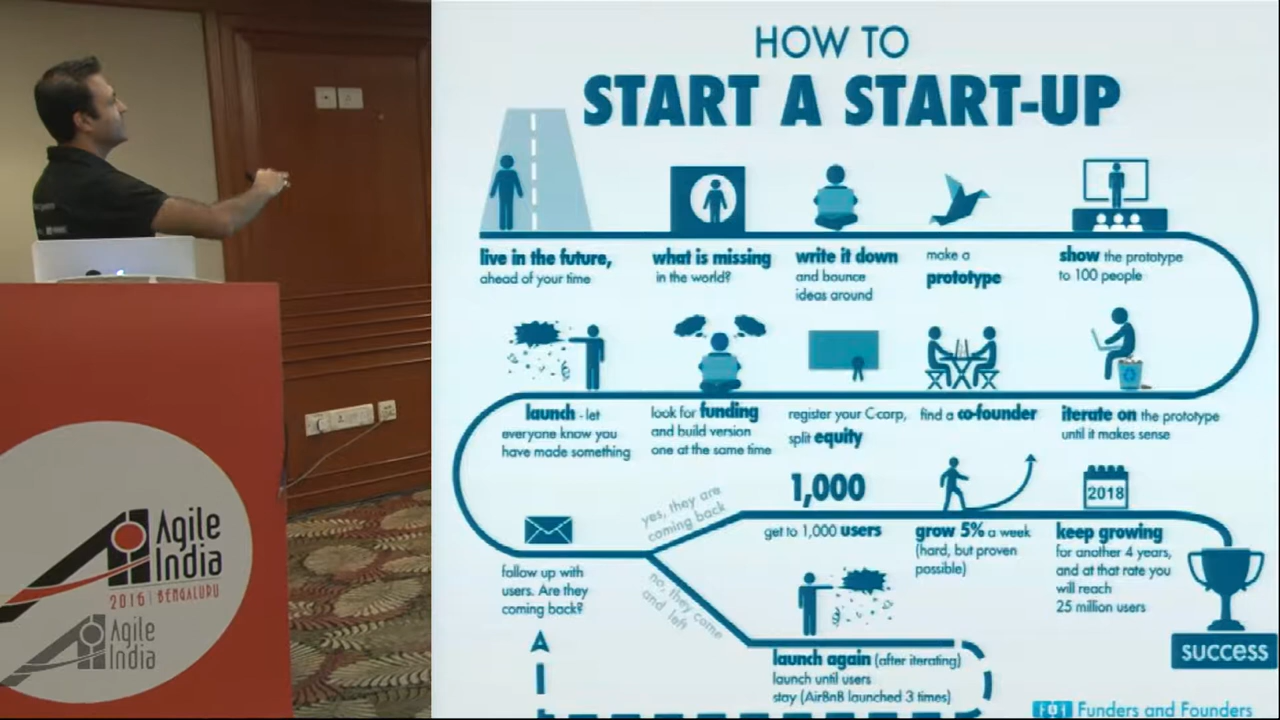 HOW TO
START A START-UP
live in the future,
ahead of your time
what is missing
in the world?
write it down
and bounce
ideas around
make a
prototype
show the prototype
to 100 people
launch - let
everyone know you
have made something
look for funding
and build version
one at the same time
register your C-corp,
split equity
find a co-founder
iterate on the prototype
until it makes sense
follow up with
users. Are they
coming back?
yes, they are
coming back
no, they came
and left
1,000
get to 1,000 users
grow 5% a week
(hard, but proven
possible)
2018
keep growing
for another 4 years,
and at that rate you
will reach
25 million users
launch again (after iterating)
launch until users
stay (AirBnB launched 3 times)
success
Funders and Founders
Agile
India
2016 | BENGALURU
Agile
India